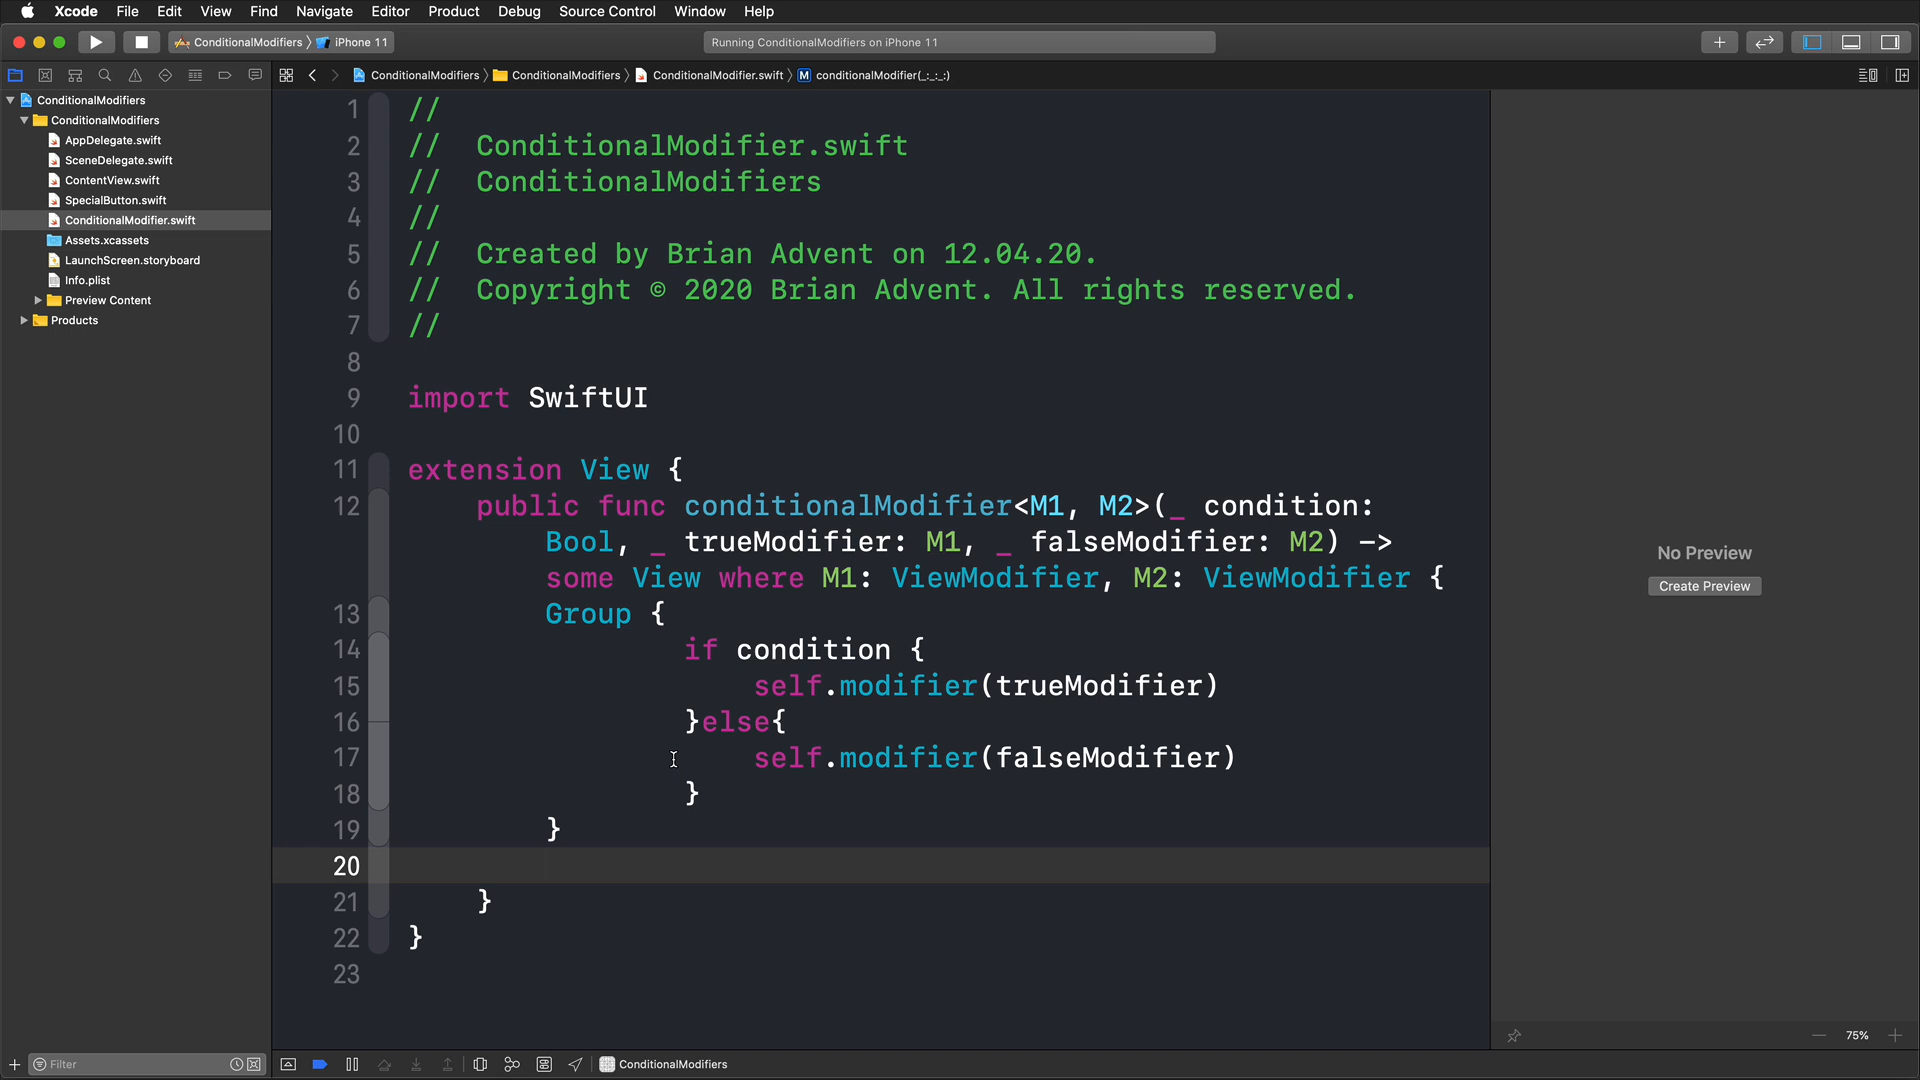 Xcode File Edit View Find Navigate Editor Product Debug Source Control Window Help
ConditionalModifiers iPhone 11
Running ConditionalModifiers on iPhone 11
ConditionalModifiers ConditionalModifiers ConditionalModifier.swift M conditionalModifier(_:_:_:)
ConditionalModifiers
ConditionalModifiers
AppDelegate.swift
SceneDelegate.swift
ContentView.swift
SpecialButton.swift
ConditionalModifier.swift
Assets.xcassets
LaunchScreen.storyboard
Info.plist
Preview Content
Products
1 //
2 // ConditionalModifier.swift
3 // ConditionalModifiers
4 //
5 // Created by Brian Advent on 12.04.20.
6 // Copyright © 2020 Brian Advent. All rights reserved.
7 //
8
9 import SwiftUI
10
11 extension View {
12 public func conditionalModifier<M1, M2>(_ condition:
Bool, _ trueModifier: M1, _ falseModifier: M2) ->
some View where M1: ViewModifier, M2: ViewModifier {
13 Group {
14 if condition {
15 self.modifier(trueModifier)
16 }else{
17 self.modifier(falseModifier)
18 }
19 }
20
21 }
22 }
23
No Preview
Create Preview
75%
Filter
ConditionalModifiers